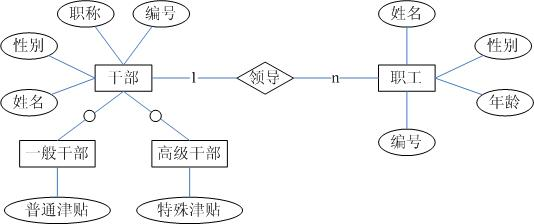 职称
编号
姓名
性别
性别
干部
1
领导
n
职工
姓名
年龄
编号
一般干部
高级干部
普通津贴
特殊津贴